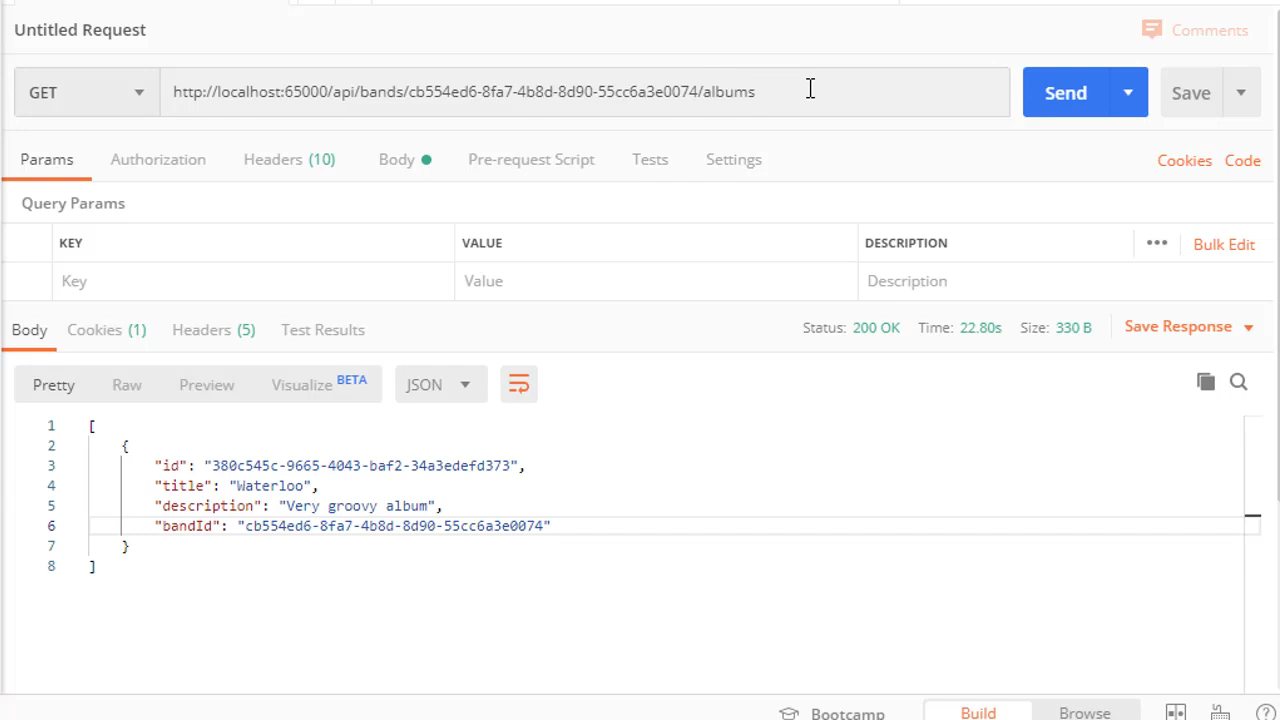 Untitled Request
Comments
GET http://localhost:65000/api/bands/cb554ed6-8fa7-4b8d-8d90-55cc6a3e0074/albums Send Save
Params Authorization Headers (10) Body Pre-request Script Tests Settings Cookies Code
Query Params
KEY VALUE DESCRIPTION ••• Bulk Edit
Key Value Description
Body Cookies (1) Headers (5) Test Results Status: 200 OK Time: 22.80s Size: 330 B Save Response
Pretty Raw Preview Visualize BETA JSON
1 [
2 {
3 "id": "380c545c-9665-4043-baf2-34a3edefd373",
4 "title": "Waterloo",
5 "description": "Very groovy album",
6 "bandId": "cb554ed6-8fa7-4b8d-8d90-55cc6a3e0074"
7 }
8 ]
Bootcamp Build Browse ?